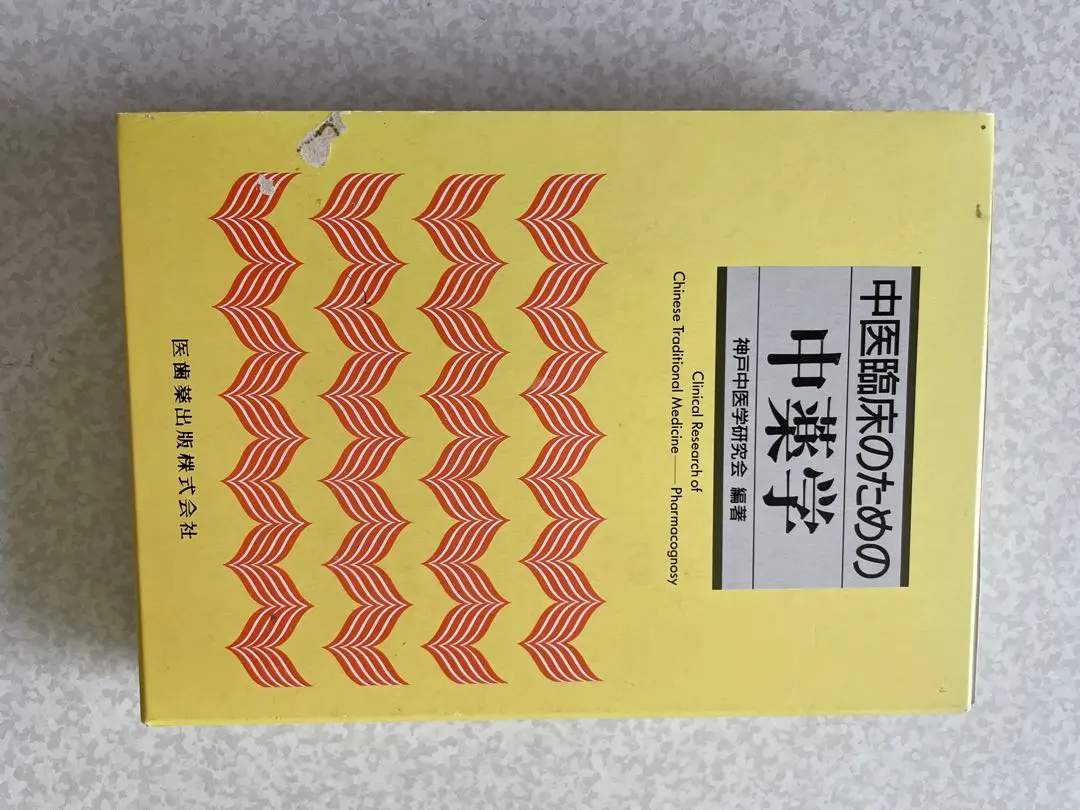 中医臨床のための
中薬学
神戸中医学研究会 編著
Clinical Research of
Chinese Traditional Medicine——Pharmacognosy
医歯薬出版株式会社